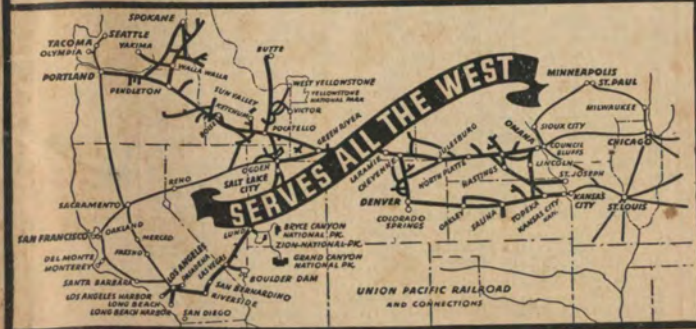 SPOKANE
SEATTLE
TACOMA
OLYMPIA
YAKIMA
WALLA WALLA
PORTLAND
PENDLETON
BUTTE
WEST YELLOWSTONE
YELLOWSTONE
NATIONAL PARK
VICTOR
SUN VALLEY
KETCHUM
BOISE
POCATELLO
GREEN RIVER
SERVES ALL THE WEST
MINNEAPOLIS
ST. PAUL
MILWAUKEE
SIOUX CITY
CHICAGO
OMAHA
COUNCIL
BLUFFS
LINCOLN
ST. JOSEPH
JULESBURG
LARAMIE
CHEYENNE
NORTH PLATTE
HASTINGS
OGDEN
SALT LAKE
CITY
RENO
SACRAMENTO
DENVER
COLORADO
SPRINGS
OAKLEY
SALINA
TOPEKA
KANSAS CITY
KAN.
KANSAS
CITY
ST. LOUIS
SAN FRANCISCO
OAKLAND
MERCED
FRESNO
DEL MONTE
MONTEREY
LUND
BRYCE CANYON
NATIONAL PK.
ZION-NATIONAL-PK.
GRAND CANYON
NATIONAL PK.
LOS ANGELES
PASADENA
LAS VEGAS
BOULDER DAM
SANTA BARBARA
SAN BERNARDINO
RIVERSIDE
LOS ANGELES HARBOR
LONG BEACH
LONG BEACH HARBOR
SAN DIEGO
UNION PACIFIC RAILROAD
AND CONNECTIONS